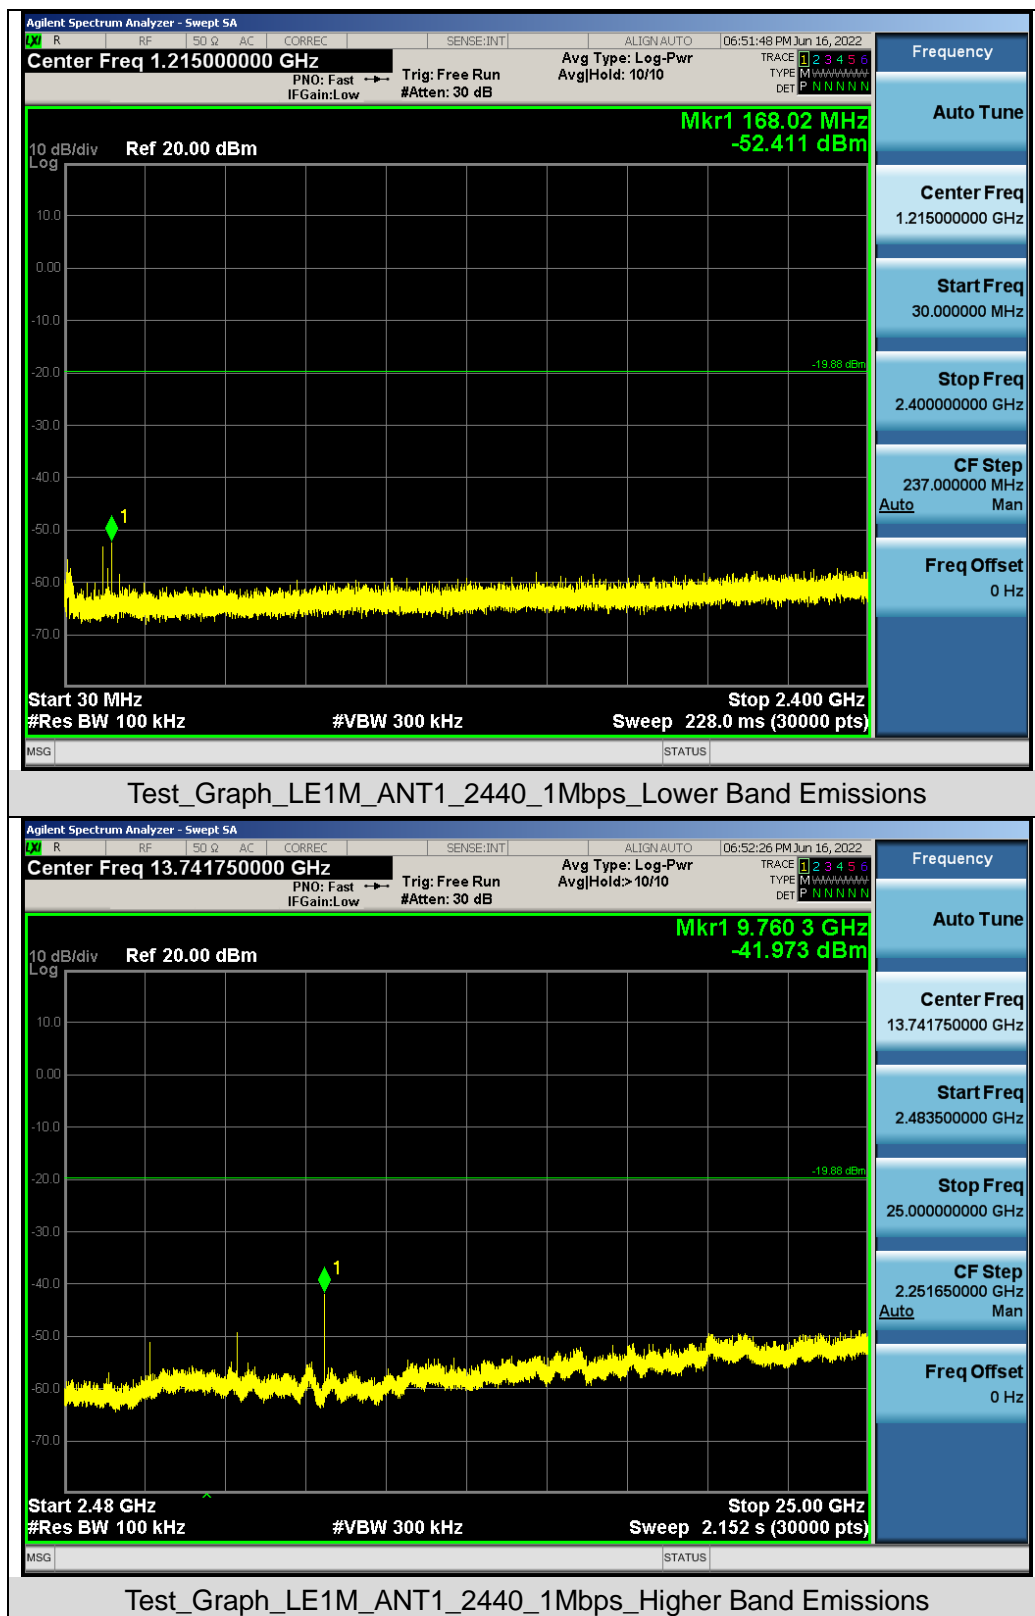 Agilent Spectrum Analyzer - Swept SA
LXI R RF 50 Ω AC CORREC SENSE:INT ALIGN AUTO 06:51:48 PM Jun 16, 2022
Center Freq 1.215000000 GHz
PNO: Fast
IFGain:Low
Trig: Free Run
#Atten: 30 dB
Avg Type: Log-Pwr
Avg|Hold: 10/10
TRACE 1 2 3 4 5 6
TYPE M WWWWW
DET P N N N N N
Mkr1 168.02 MHz
-52.411 dBm
10 dB/div
Log
Ref 20.00 dBm
10.0
0.00
-10.0
-19.88 dBm
-20.0
-30.0
-40.0
1
-50.0
-60.0
-70.0
Start 30 MHz
Stop 2.400 GHz
#Res BW 100 kHz
#VBW 300 kHz
Sweep 228.0 ms (30000 pts)
MSG
STATUS
Frequency
Auto Tune
Center Freq
1.215000000 GHz
Start Freq
30.000000 MHz
Stop Freq
2.400000000 GHz
CF Step
237.000000 MHz
Auto Man
Freq Offset
0 Hz
Test_Graph_LE1M_ANT1_2440_1Mbps_Lower Band Emissions
Agilent Spectrum Analyzer - Swept SA
LXI R RF 50 Ω AC CORREC SENSE:INT ALIGN AUTO 06:52:26 PM Jun 16, 2022
Center Freq 13.741750000 GHz
PNO: Fast
IFGain:Low
Trig: Free Run
#Atten: 30 dB
Avg Type: Log-Pwr
Avg|Hold:>10/10
TRACE 1 2 3 4 5 6
TYPE M WWWWW
DET P N N N N N
Mkr1 9.760 3 GHz
-41.973 dBm
10 dB/div
Log
Ref 20.00 dBm
10.0
0.00
-10.0
-19.88 dBm
-20.0
-30.0
1
-40.0
-50.0
-60.0
-70.0
Start 2.48 GHz
Stop 25.00 GHz
#Res BW 100 kHz
#VBW 300 kHz
Sweep 2.152 s (30000 pts)
MSG
STATUS
Frequency
Auto Tune
Center Freq
13.741750000 GHz
Start Freq
2.483500000 GHz
Stop Freq
25.000000000 GHz
CF Step
2.251650000 GHz
Auto Man
Freq Offset
0 Hz
Test_Graph_LE1M_ANT1_2440_1Mbps_Higher Band Emissions